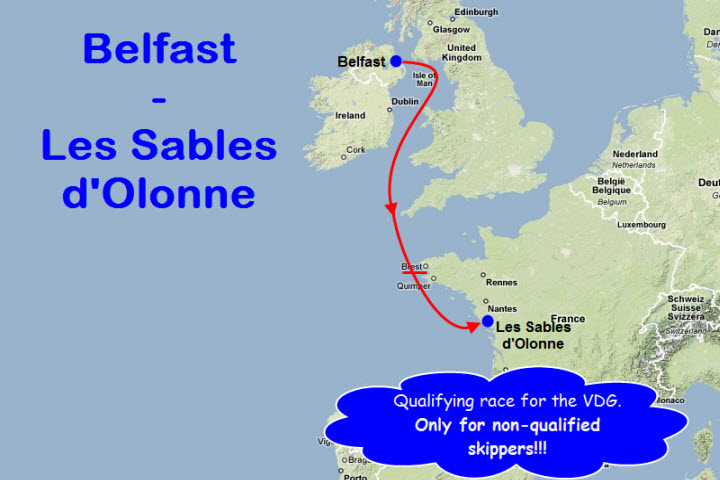 Belfast
-
Les Sables
d'Olonne
Edinburgh
Glasgow
United
Kingdom
Belfast
Isle of
Man
Dublin
Ireland
Cork
Nederland
Netherlands
België
Belgique
Belgium
Luxembourg
Brest
Quimper
Rennes
Nantes
France
Les Sables
d'Olonne
Schweiz
Suisse
Svizzera
Switzerland
Monaco
Qualifying race for the VDG.
Only for non-qualified
skippers!!!
Porto